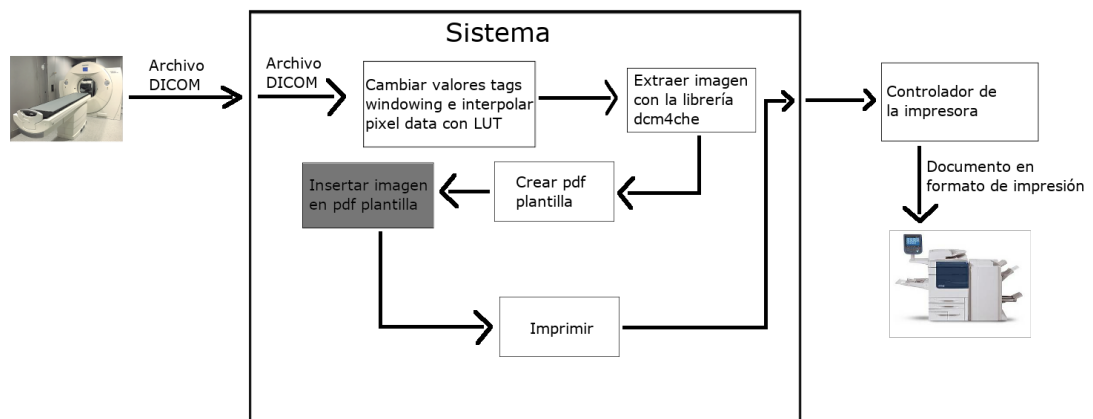 Sistema
Archivo
DICOM
Archivo
DICOM
Cambiar valores tags
windowing e interpolar
pixel data con LUT
Extraer imagen
con la librería
dcm4che
Controlador de
la impresora
Insertar imagen
en pdf plantilla
Crear pdf
plantilla
Documento en
formato de impresión
Imprimir